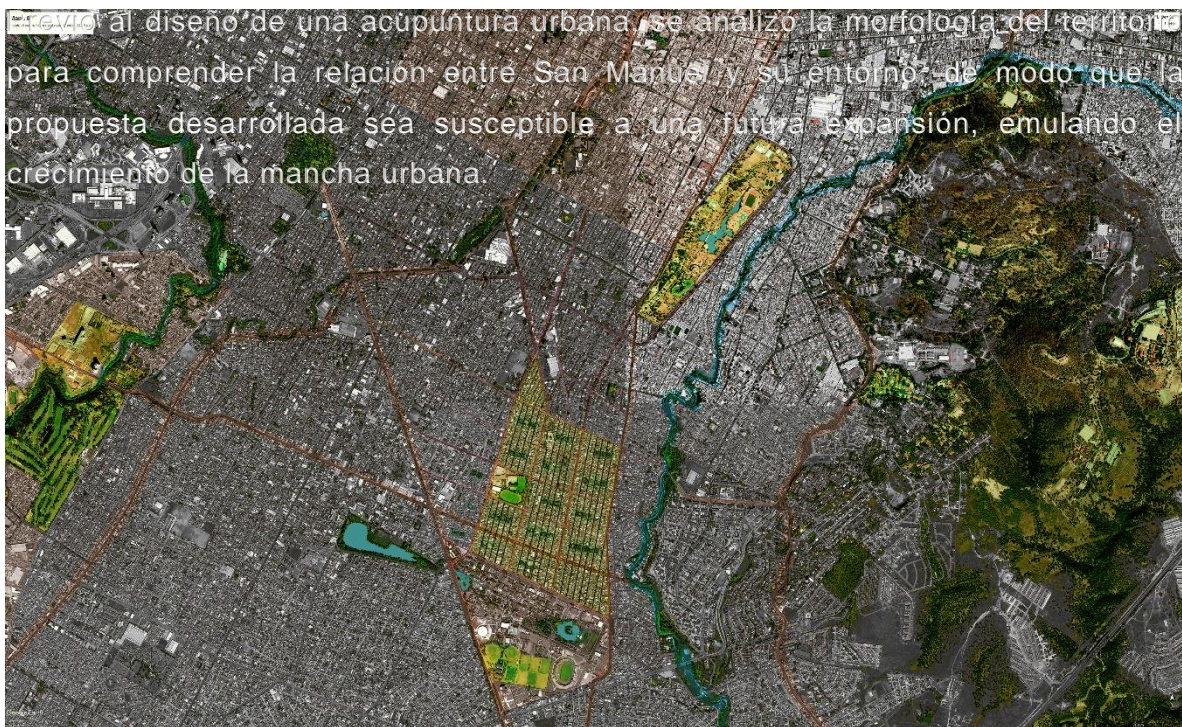 Previo al diseño de una acupuntura urbana, se analizo la morfología del territorio
para comprender la relación entre San Manuel y su entorno, de modo que la
propuesta desarrollada sea susceptible a una futura expansión, emulando el
crecimiento de la mancha urbana.